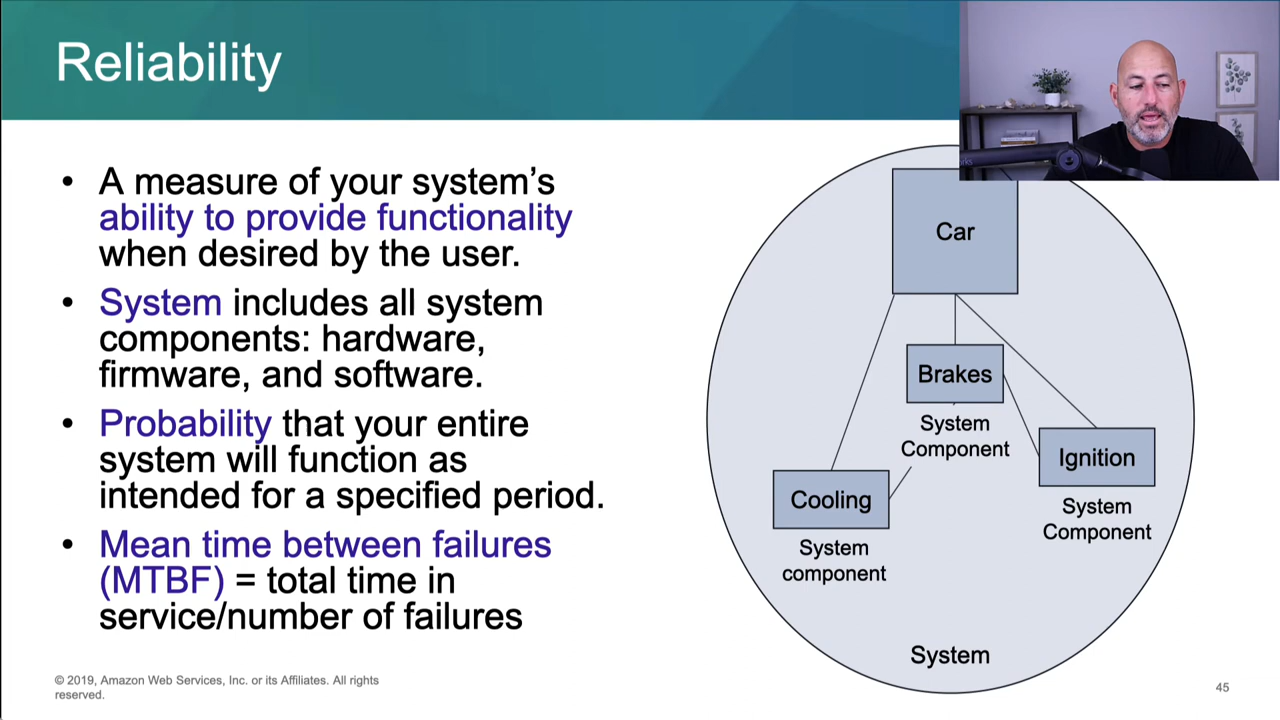 Reliability
• A measure of your system’s
ability to provide functionality
when desired by the user.
• System includes all system
components: hardware,
firmware, and software.
• Probability that your entire
system will function as
intended for a specified period.
• Mean time between failures
(MTBF) = total time in
service/number of failures
Car
Brakes
System
Component
Ignition
System
Component
Cooling
System
component
System
© 2019, Amazon Web Services, Inc. or its Affiliates. All rights
reserved.
45